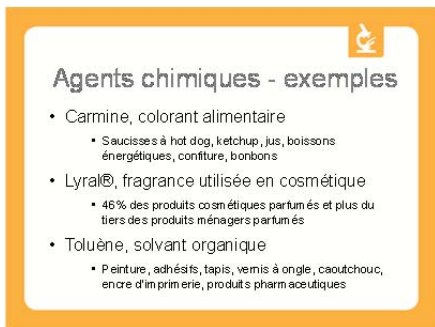 Agents chimiques - exemples
• Carmine, colorant alimentaire
▪ Saucisses à hot dog, ketchup, jus, boissons
énergétiques, confiture, bonbons
• Lyral®, fragrance utilisée en cosmétique
▪ 46% des produits cosmétiques parfumés et plus du
tiers des produits ménagers parfumés
• Toluène, solvant organique
▪ Peinture, adhésifs, tapis, vernis à ongle, caoutchouc,
encre d'imprimerie, produits pharmaceutiques